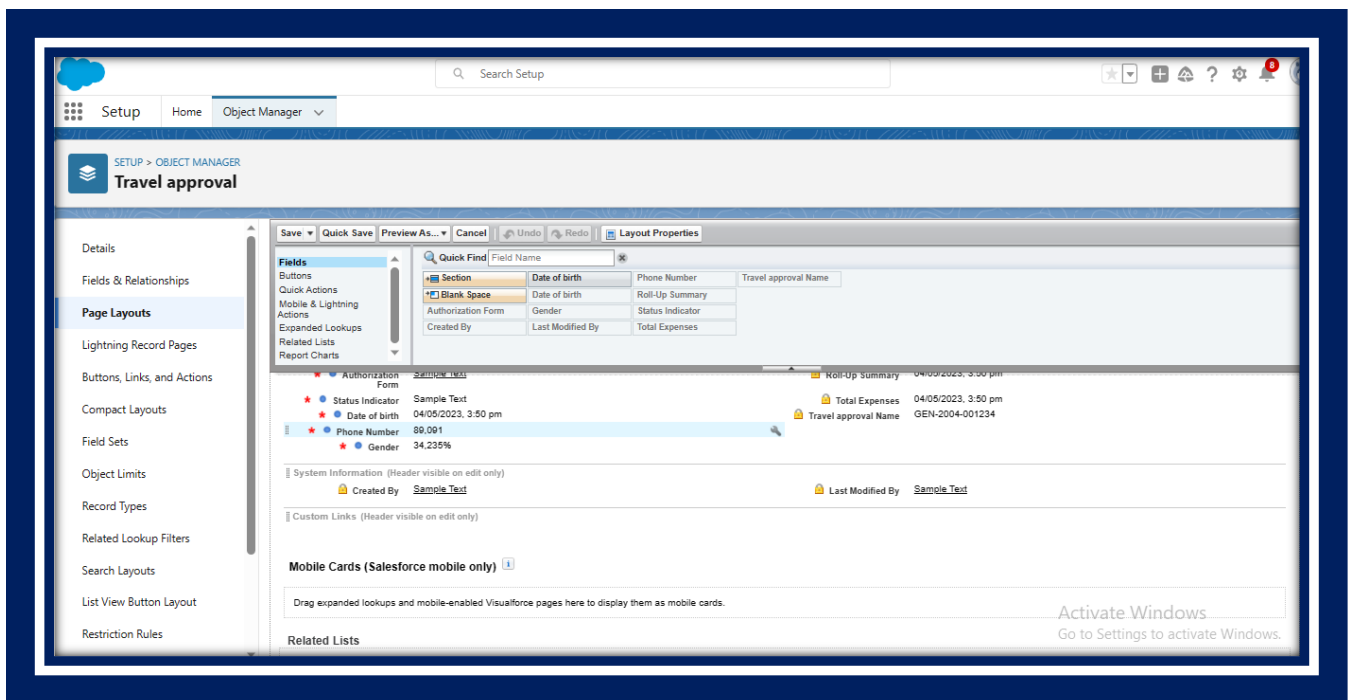 Search Setup
8
Setup Home Object Manager
SETUP > OBJECT MANAGER
Travel approval
Details
Fields & Relationships
Page Layouts
Lightning Record Pages
Buttons, Links, and Actions
Compact Layouts
Field Sets
Object Limits
Record Types
Related Lookup Filters
Search Layouts
List View Button Layout
Restriction Rules
Save Quick Save Preview As... Cancel Undo Redo Layout Properties
Fields
Buttons
Quick Actions
Mobile & Lightning
Actions
Expanded Lookups
Related Lists
Report Charts
Quick Find Field Name
Section Date of birth Phone Number Travel approval Name
Blank Space Date of birth Roll-Up Summary
Authorization Form Gender Status Indicator
Created By Last Modified By Total Expenses
Authorization Sample Text Roll-Up Summary 04/05/2023, 3:50 pm
Form
Status Indicator Sample Text Total Expenses 04/05/2023, 3:50 pm
Date of birth 04/05/2023, 3:50 pm Travel approval Name GEN-2004-001234
Phone Number 89,091
Gender 34,235%
System Information (Header visible on edit only)
Created By Sample Text Last Modified By Sample Text
Custom Links (Header visible on edit only)
Mobile Cards (Salesforce mobile only) i
Drag expanded lookups and mobile-enabled Visualforce pages here to display them as mobile cards.
Related Lists
Activate Windows
Go to Settings to activate Windows.